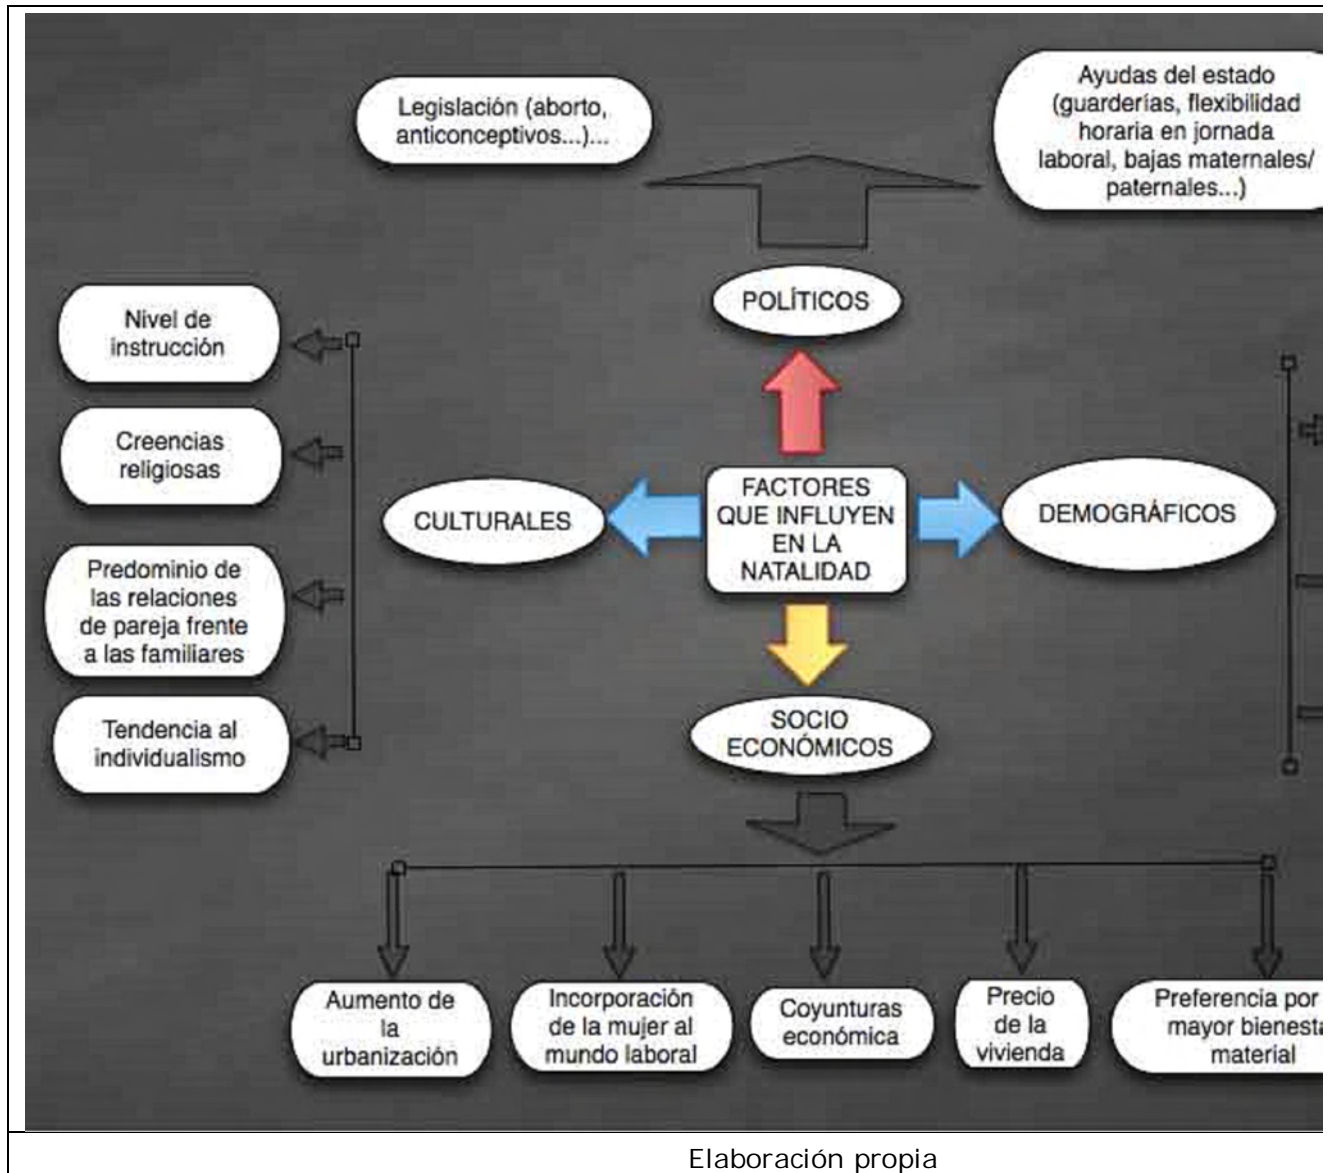 Legislación (aborto,
anticonceptivos...)...
Ayudas del estado
(guarderías, flexibilidad
horaria en jornada
laboral, bajas maternales/
paternales...)
POLÍTICOS
Nivel de
instrucción
Creencias
religiosas
Predominio de
las relaciones
de pareja frente
a las familiares
Tendencia al
individualismo
CULTURALES
FACTORES
QUE INFLUYEN
EN LA
NATALIDAD
DEMOGRÁFICOS
SOCIO
ECONÓMICOS
Aumento de
la
urbanización
Incorporación
de la mujer al
mundo laboral
Coyunturas
económica
Precio
de la
vivienda
Preferencia por
mayor
material
Elaboración propia